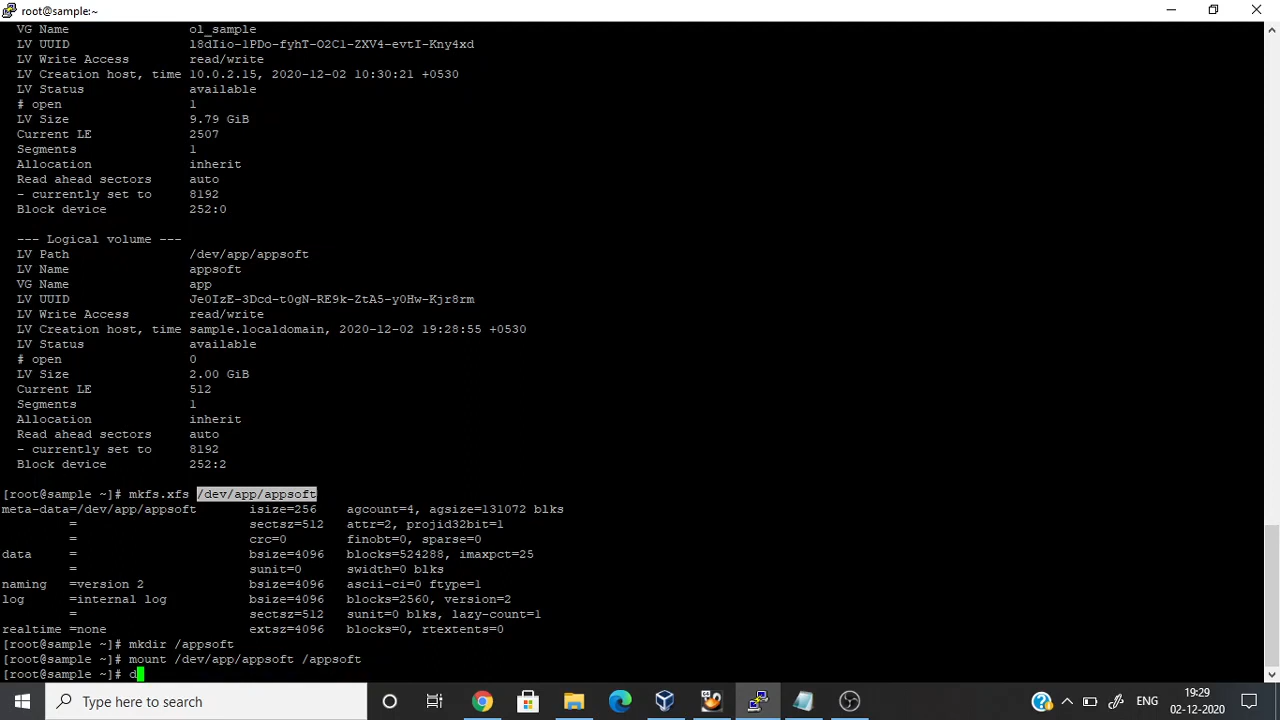 root@sample:~
VG Name ol_sample
LV UUID l8dIio-1PDo-fyhT-O2Cl-ZXV4-evtI-Kny4xd
LV Write Access read/write
LV Creation host, time 10.0.2.15, 2020-12-02 10:30:21 +0530
LV Status available
# open 1
LV Size 9.79 GiB
Current LE 2507
Segments 1
Allocation inherit
Read ahead sectors auto
- currently set to 8192
Block device 252:0
--- Logical volume ---
LV Path /dev/app/appsoft
LV Name appsoft
VG Name app
LV UUID Je0IzE-3Dcd-t0gN-RE9k-ZtA5-y0Hw-Kjr8rm
LV Write Access read/write
LV Creation host, time sample.localdomain, 2020-12-02 19:28:55 +0530
LV Status available
# open 0
LV Size 2.00 GiB
Current LE 512
Segments 1
Allocation inherit
Read ahead sectors auto
- currently set to 8192
Block device 252:2
[root@sample ~]# mkfs.xfs /dev/app/appsoft
meta-data=/dev/app/appsoft isize=256 agcount=4, agsize=131072 blks
= sectsz=512 attr=2, projid32bit=1
= crc=0 finobt=0, sparse=0
data = bsize=4096 blocks=524288, imaxpct=25
= sunit=0 swidth=0 blks
naming =version 2 bsize=4096 ascii-ci=0 ftype=1
log =internal log bsize=4096 blocks=2560, version=2
= sectsz=512 sunit=0 blks, lazy-count=1
realtime =none extsz=4096 blocks=0, rtextents=0
[root@sample ~]# mkdir /appsoft
[root@sample ~]# mount /dev/app/appsoft /appsoft
[root@sample ~]# d
Type here to search
ENG
19:29
02-12-2020